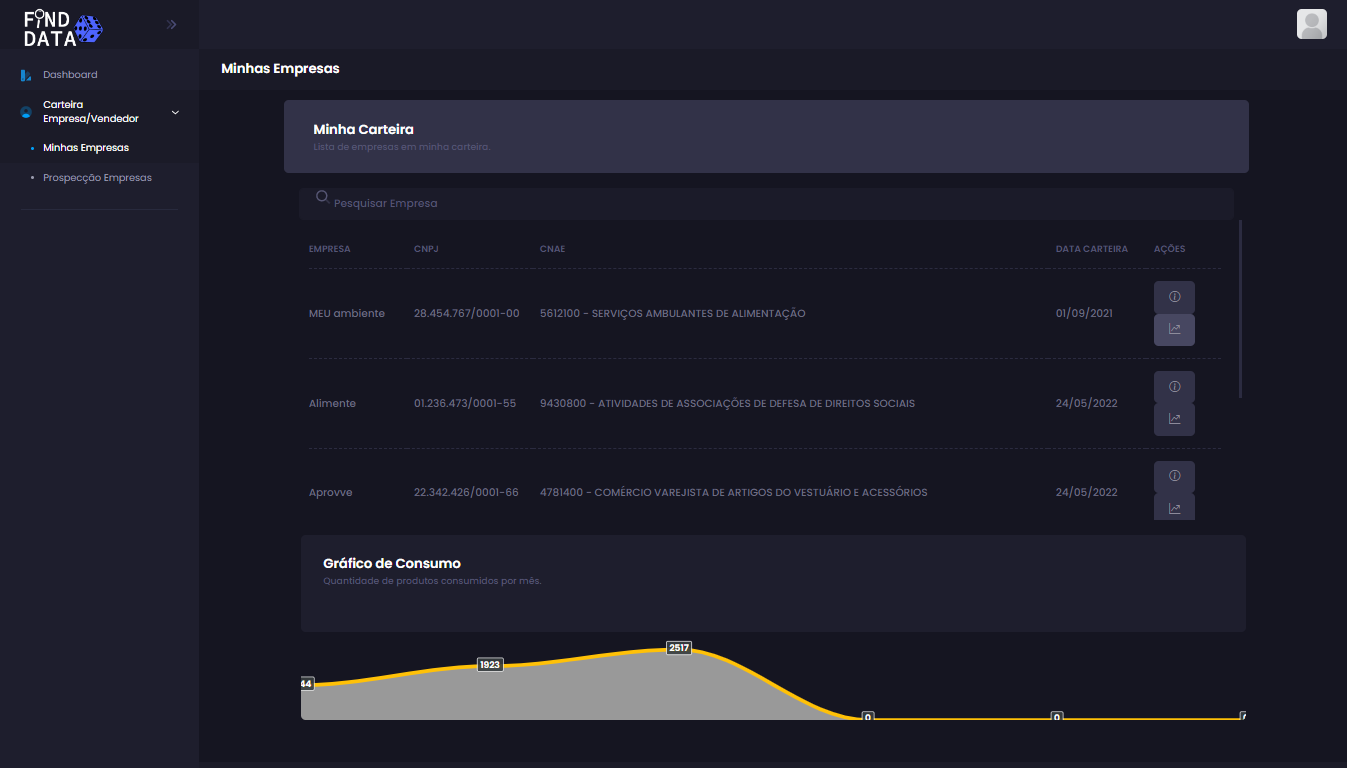 FiND
DATA
Dashboard
Carteira
Empresa/Vendedor
Minhas Empresas
Prospecção Empresas
Minhas Empresas
Minha Carteira
Lista de empresas em minha carteira.
Pesquisar Empresa
EMPRESA CNPJ CNAE DATA CARTEIRA AÇÕES
MEU ambiente 28.454.767/0001-00 5612100 - SERVIÇOS AMBULANTES DE ALIMENTAÇÃO 01/09/2021
Alimente 01.236.473/0001-55 9430800 - ATIVIDADES DE ASSOCIAÇÕES DE DEFESA DE DIREITOS SOCIAIS 24/05/2022
Aprovve 22.342.426/0001-66 4781400 - COMÉRCIO VAREJISTA DE ARTIGOS DO VESTUÁRIO E ACESSÓRIOS 24/05/2022
Gráfico de Consumo
Quantidade de produtos consumidos por mês.
2517
1923
44
0 0